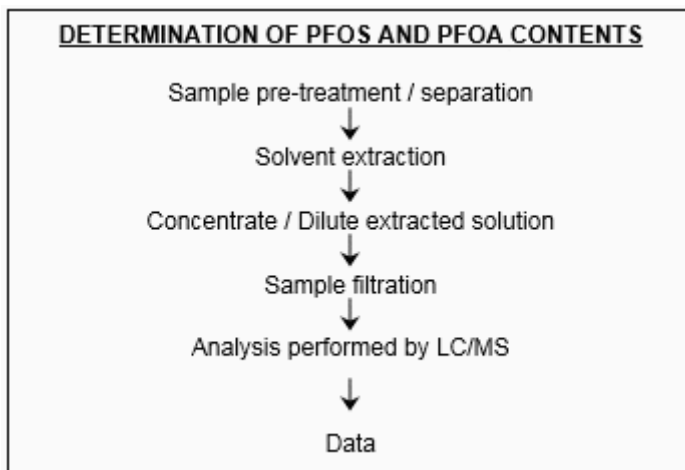 DETERMINATION OF PFOS AND PFOA CONTENTS
Sample pre-treatment / separation
Solvent extraction
Concentrate / Dilute extracted solution
Sample filtration
Analysis performed by LC/MS
Data